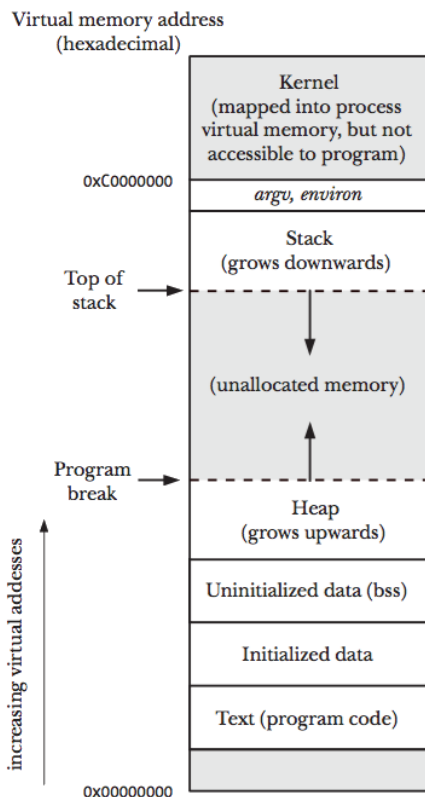 Virtual memory address
(hexadecimal)
Kernel
(mapped into process
virtual memory, but not
accessible to program)
0xC0000000
argv, environ
Stack
(grows downwards)
Top of
stack
(unallocated memory)
Program
break
Heap
(grows upwards)
Uninitialized data (bss)
Initialized data
Text (program code)
0x00000000
increasing virtual addesses